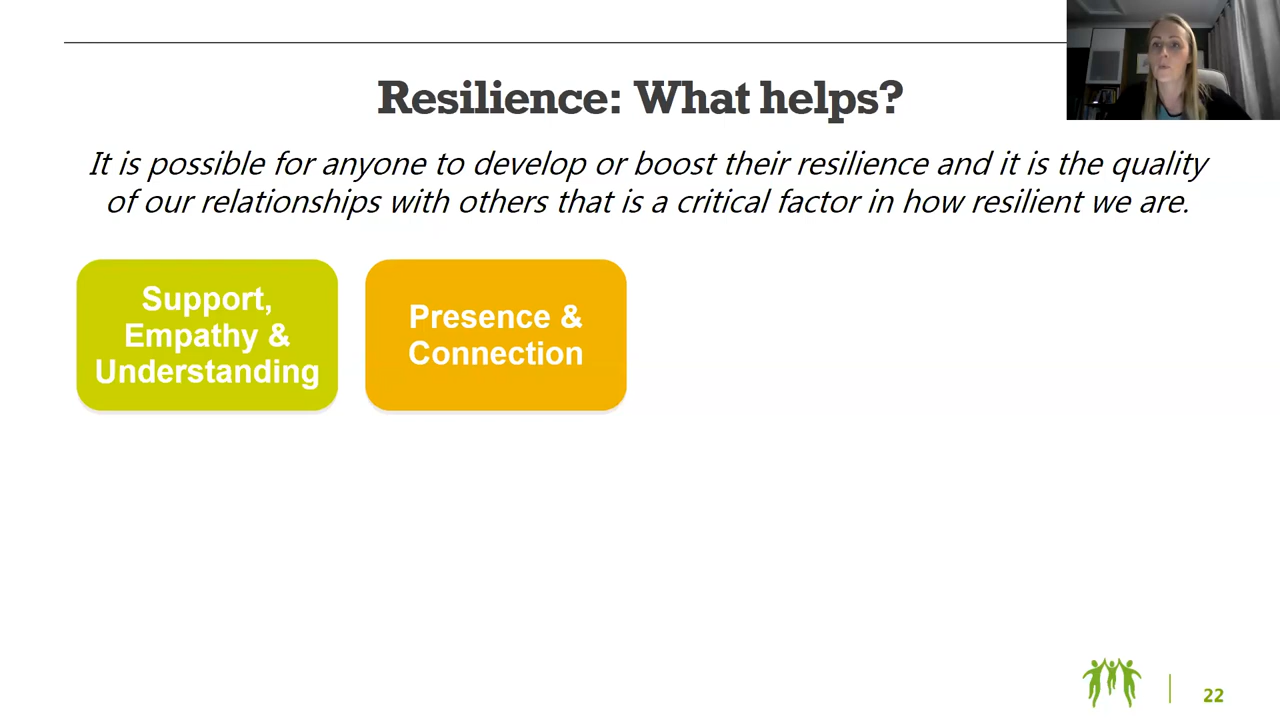 Resilience: What helps?
It is possible for anyone to develop or boost their resilience and it is the quality
of our relationships with others that is a critical factor in how resilient we are.
Support,
Empathy &
Understanding
Presence &
Connection
22